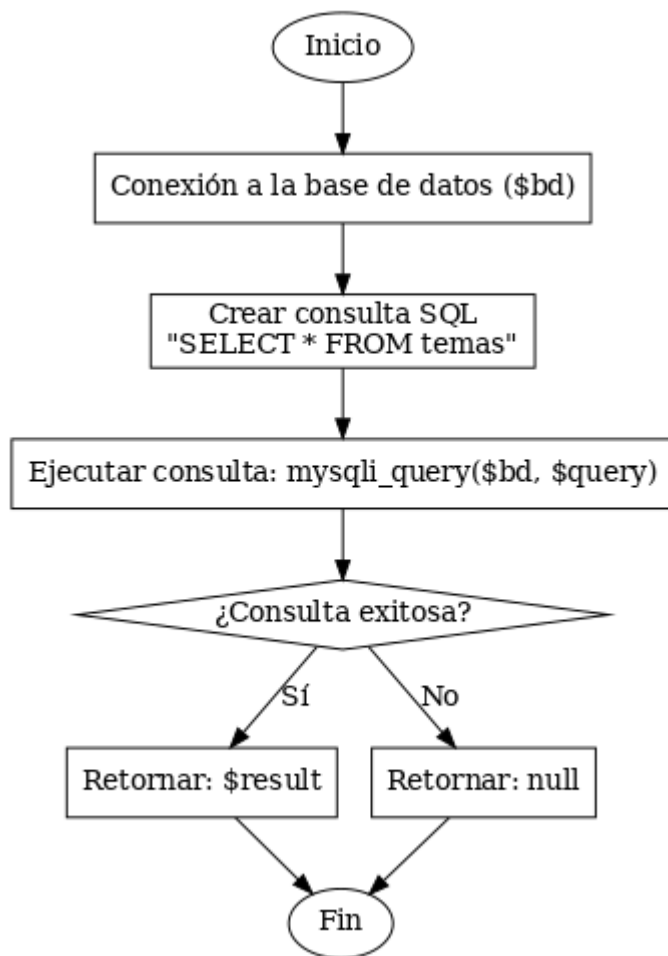 Inicio
Conexión a la base de datos ($bd)
Crear consulta SQL
"SELECT * FROM temas"
Ejecutar consulta: mysqli_query($bd, $query)
¿Consulta exitosa?
Sí
No
Retornar: $result
Retornar: null
Fin